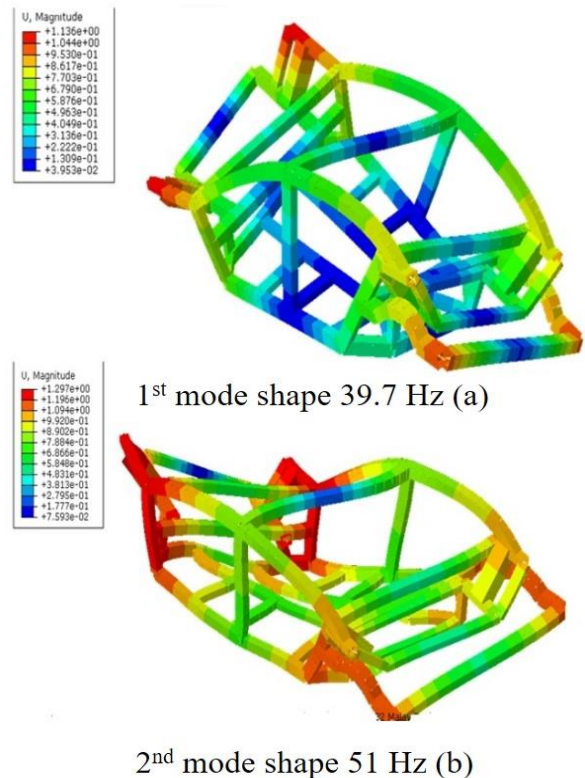 U, Magnitude
+1.136e+00
+1.044e+00
+9.530e-01
+8.617e-01
+7.703e-01
+6.790e-01
+5.876e-01
+4.963e-01
+4.049e-01
+3.136e-01
+2.222e-01
+1.309e-01
+3.953e-02
1st mode shape 39.7 Hz (a)
U, Magnitude
+1.297e+00
+1.196e+00
+1.094e+00
+9.920e-01
+8.902e-01
+7.884e-01
+6.866e-01
+5.848e-01
+4.831e-01
+3.813e-01
+2.795e-01
+1.777e-01
+7.593e-02
2nd mode shape 51 Hz (b)